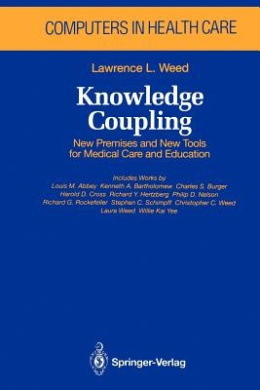 COMPUTERS IN HEALTH CARE
Lawrence L. Weed
Knowledge
Coupling
New Premises and New Tools
for Medical Care and Education
Includes Works by
Louis M. Abbey Kenneth A. Bartholomew Charles S. Burger
Harold D. Cross Richard Y. Hertzberg Philip D. Nelson
Richard G. Rockefeller Stephen C. Schimpff Christopher C. Weed
Laura Weed Willie Kai Yee
Springer-Verlag